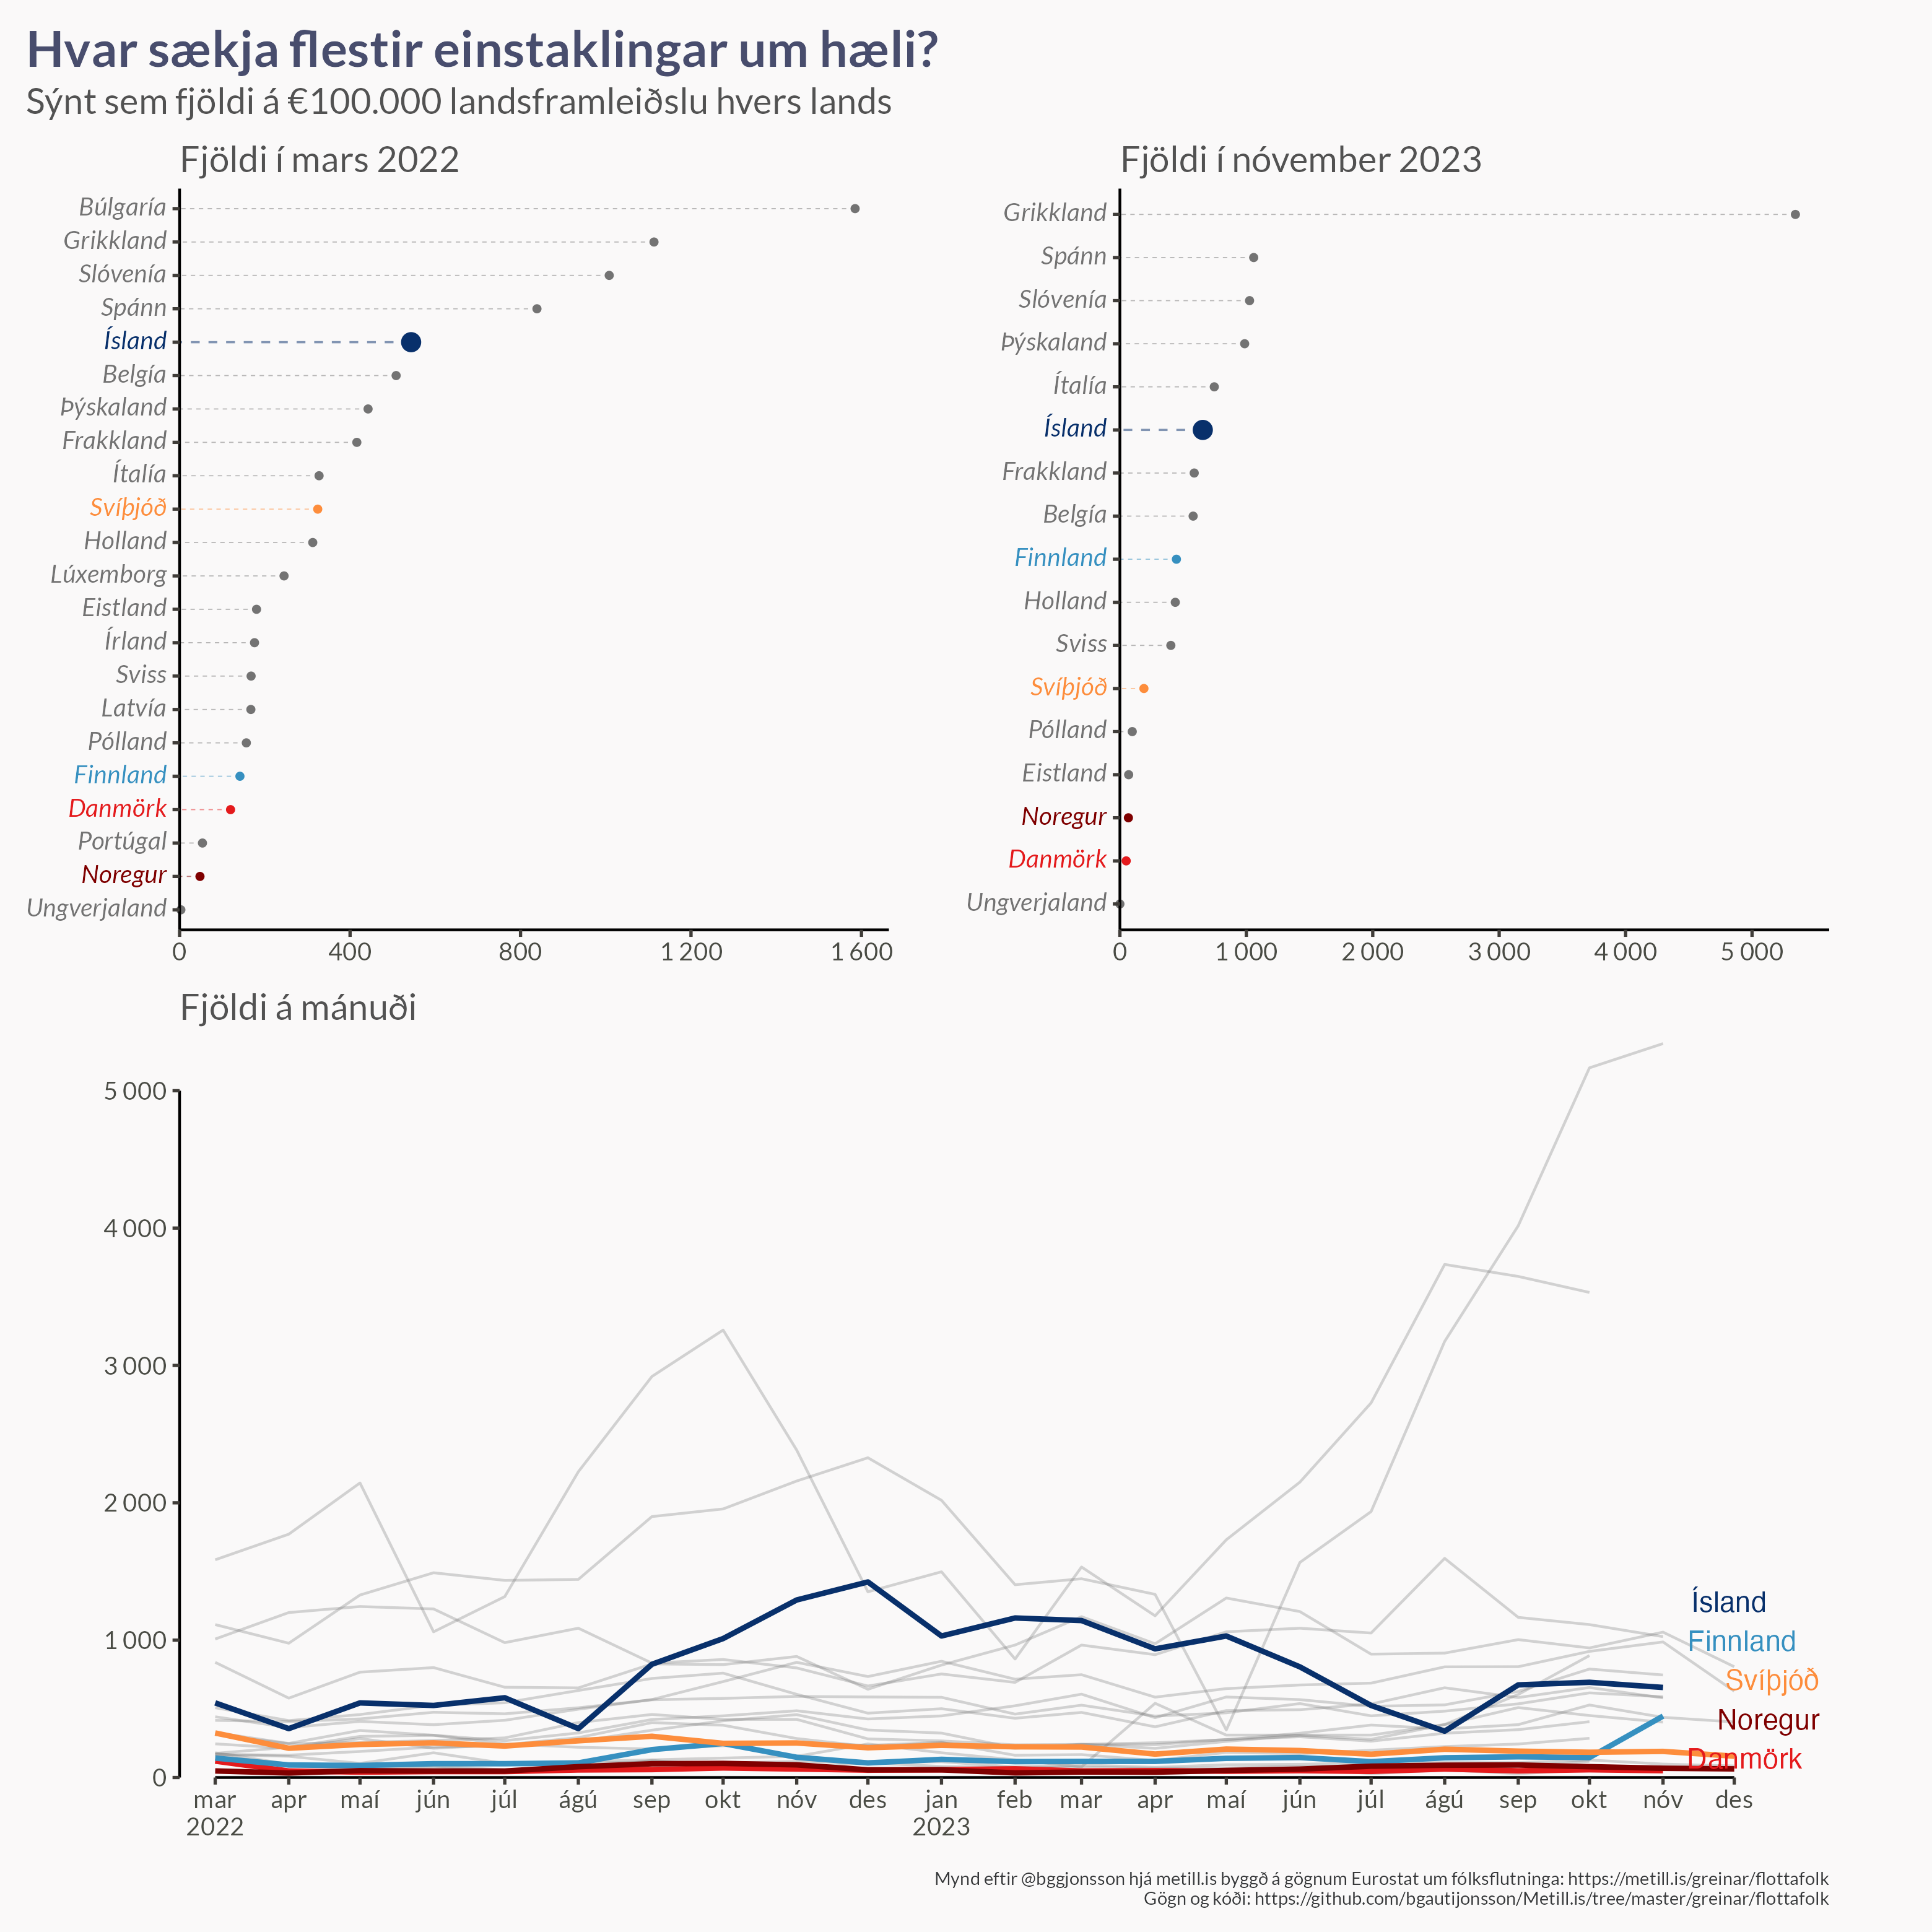 Hvar sækja flestir einstaklingar um hæli?
Sýnt sem fjöldi á €100.000 landsframleiðslu hvers lands
Fjöldi í mars 2022
Búlgaría
Grikkland
Slóvenía
Spánn
Ísland
Belgía
Þýskaland
Frakkland
Ítalía
Svíþjóð
Holland
Lúxemborg
Eistland
Írland
Sviss
Latvía
Pólland
Finnland
Danmörk
Portúgal
Noregur
Ungverjaland
0 400 800 1 200 1 600
Fjöldi í nóvember 2023
Grikkland
Spánn
Slóvenía
Þýskaland
Ítalía
Ísland
Frakkland
Belgía
Finnland
Holland
Sviss
Svíþjóð
Pólland
Eistland
Noregur
Danmörk
Ungverjaland
0 1 000 2 000 3 000 4 000 5 000
Fjöldi á mánuði
5 000
4 000
3 000
2 000
1 000
0
Ísland
Finnland
Svíþjóð
Noregur
Danmörk
mar apr maí jún júl ágú sep okt nóv des jan feb mar apr maí jún júl ágú sep okt nóv des
2022 2023
Mynd eftir @bggjonsson hjá metill.is byggð á gögnum Eurostat um fólksflutninga: https://metill.is/greinar/flottafolk
Gögn og kóði: https://github.com/bgautijonsson/Metill.is/tree/master/greinar/flottafolk